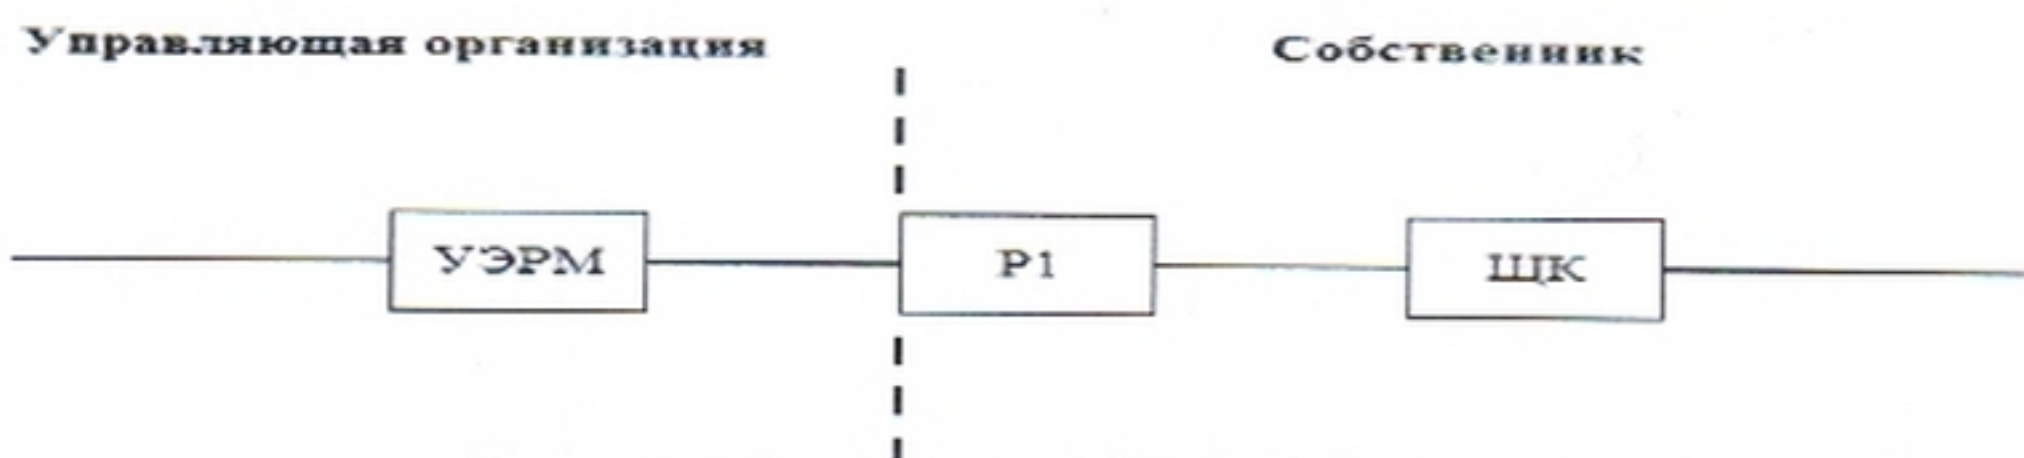 Управляющая организация
Собственник
УЭРМ
Р1
ЩК